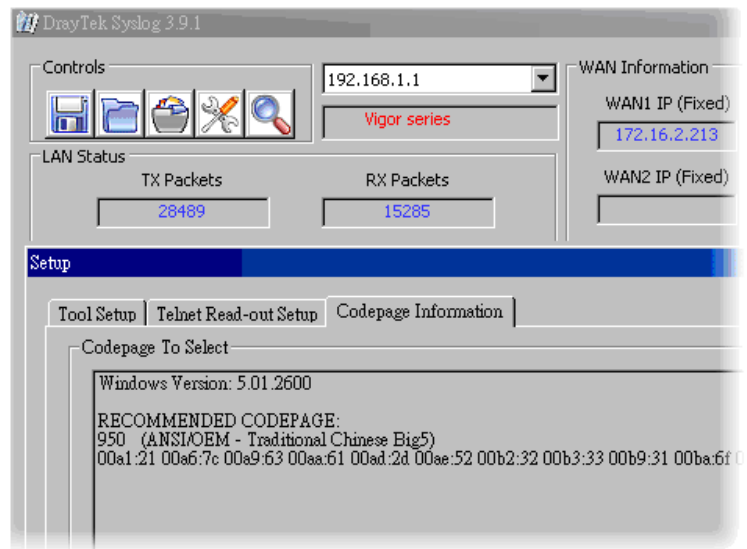 DrayTek Syslog 3.9.1
Controls
192.168.1.1
Vigor series
WAN Information
WAN1 IP (Fixed)
172.16.2.213
WAN2 IP (Fixed)
LAN Status
TX Packets
RX Packets
28489
15285
Setup
Tool Setup
Telnet Read-out Setup
Codepage Information
Codepage To Select
Windows Version: 5.01.2600
RECOMMENDED CODEPAGE:
950 (ANSI/OEM - Traditional Chinese Big5)
00a1:21 00a6:7c 00a9:63 00aa:61 00ad:2d 00ae:52 00b2:32 00b3:33 00b9:31 00ba:6f